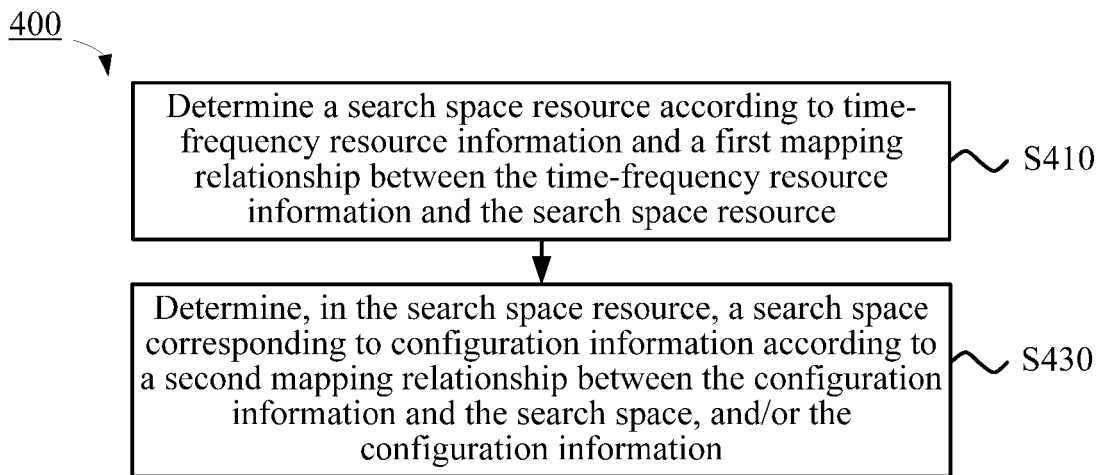 400
Determine a search space resource according to time-
frequency resource information and a first mapping
relationship between the time-frequency resource
information and the search space resource
S410
Determine, in the search space resource, a search space
corresponding to configuration information according to
a second mapping relationship between the configuration
information and the search space, and/or the
configuration information
S430